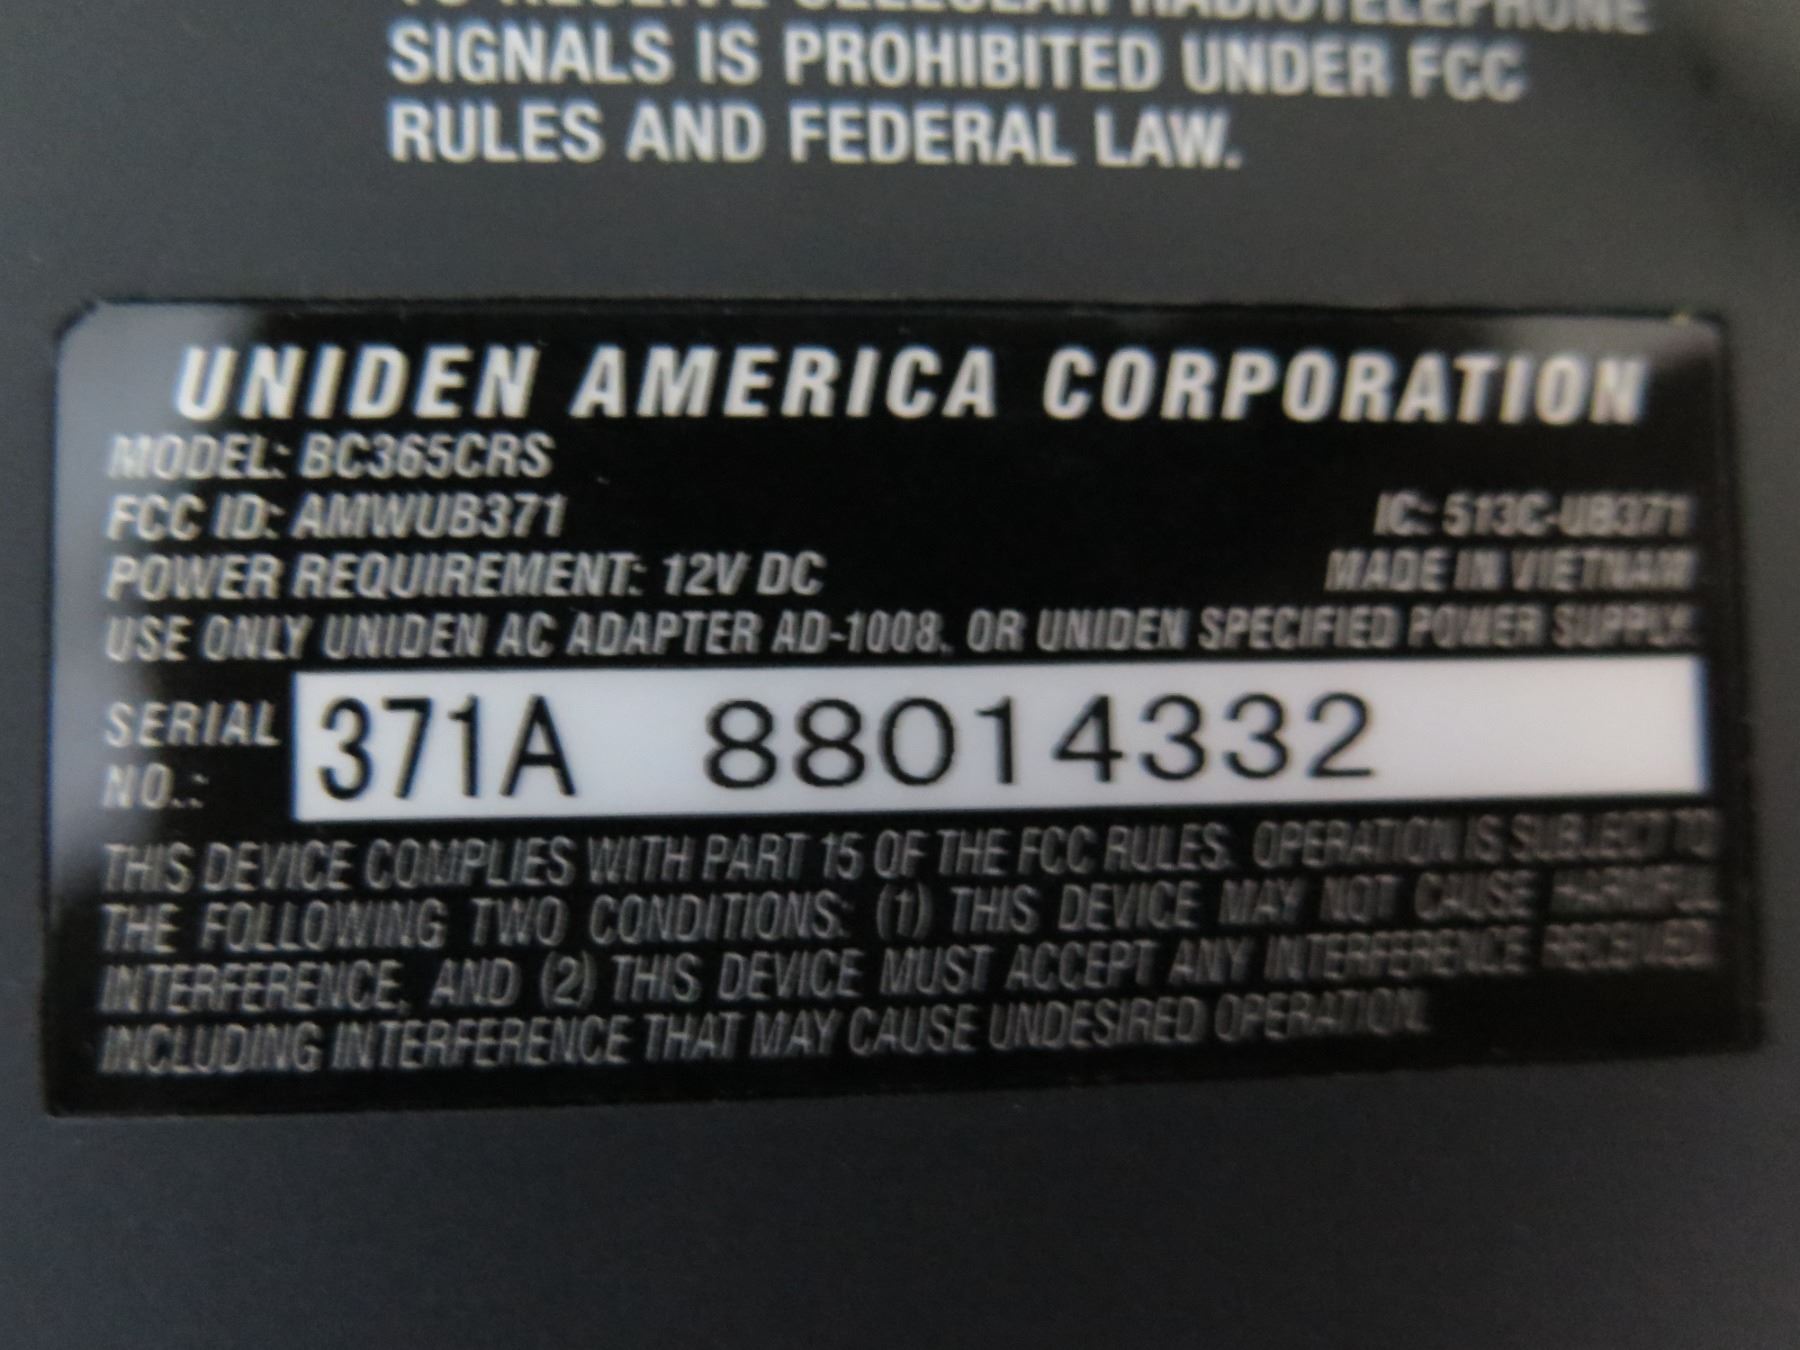 TO RECEIVE CELLULAR RADIOTELEPHONE
SIGNALS IS PROHIBITED UNDER FCC
RULES AND FEDERAL LAW.
UNIDEN AMERICA CORPORATION
MODEL: BC365CRS
FCC ID: AMWUB371 IC: 513C-UB371
POWER REQUIREMENT: 12V DC MADE IN VIETNAM
USE ONLY UNIDEN AC ADAPTER AD-1008, OR UNIDEN SPECIFIED POWER SUPPLY.
SERIAL
NO.: 371A 88014332
THIS DEVICE COMPLIES WITH PART 15 OF THE FCC RULES. OPERATION IS SUBJECT TO
THE FOLLOWING TWO CONDITIONS: (1) THIS DEVICE MAY NOT CAUSE HARMFUL
INTERFERENCE, AND (2) THIS DEVICE MUST ACCEPT ANY INTERFERENCE RECEIVED,
INCLUDING INTERFERENCE THAT MAY CAUSE UNDESIRED OPERATION.